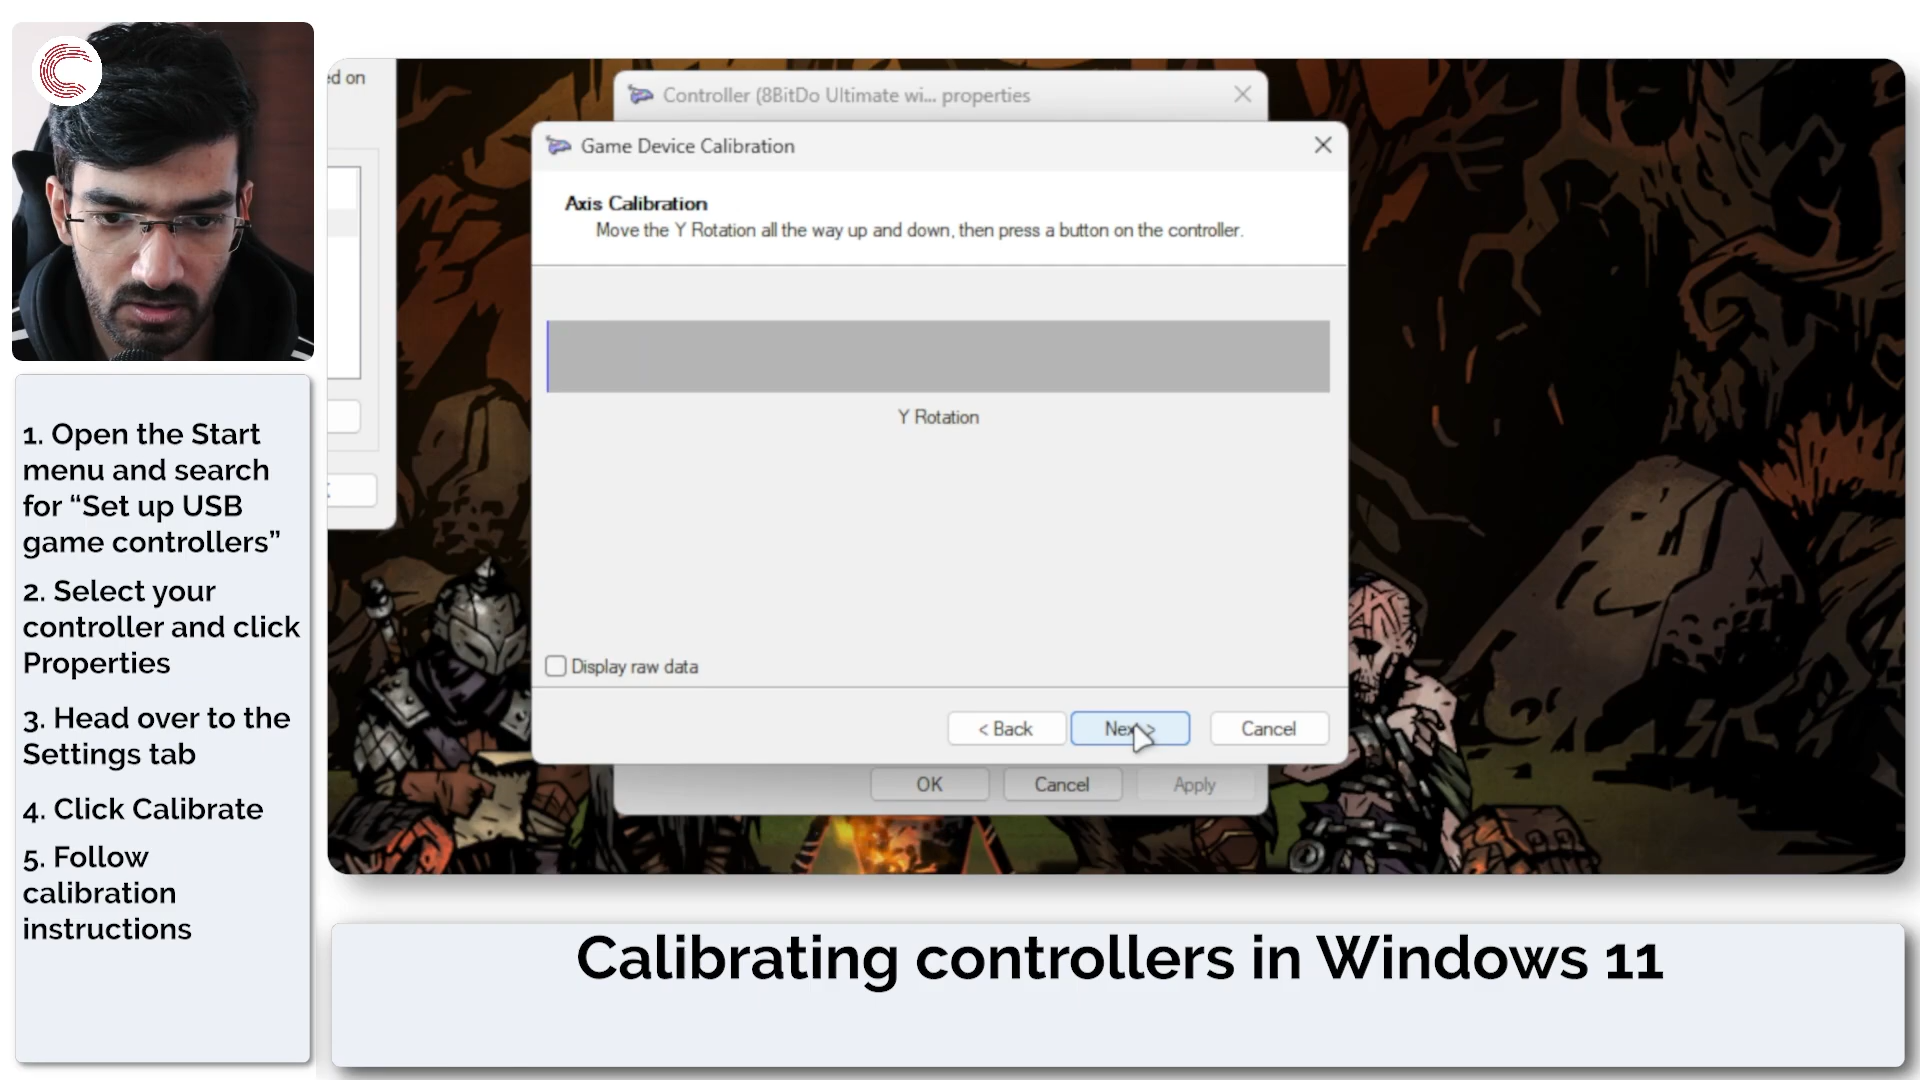 ed on
Controller (8BitDo Ultimate wi... properties
Game Device Calibration
Axis Calibration
Move the Y Rotation all the way up and down, then press a button on the controller.
Y Rotation
Display raw data
< Back
Next >
Cancel
OK
Cancel
Apply
1. Open the Start
menu and search
for “Set up USB
game controllers”
2. Select your
controller and click
Properties
3. Head over to the
Settings tab
4. Click Calibrate
5. Follow
calibration
instructions
Calibrating controllers in Windows 11